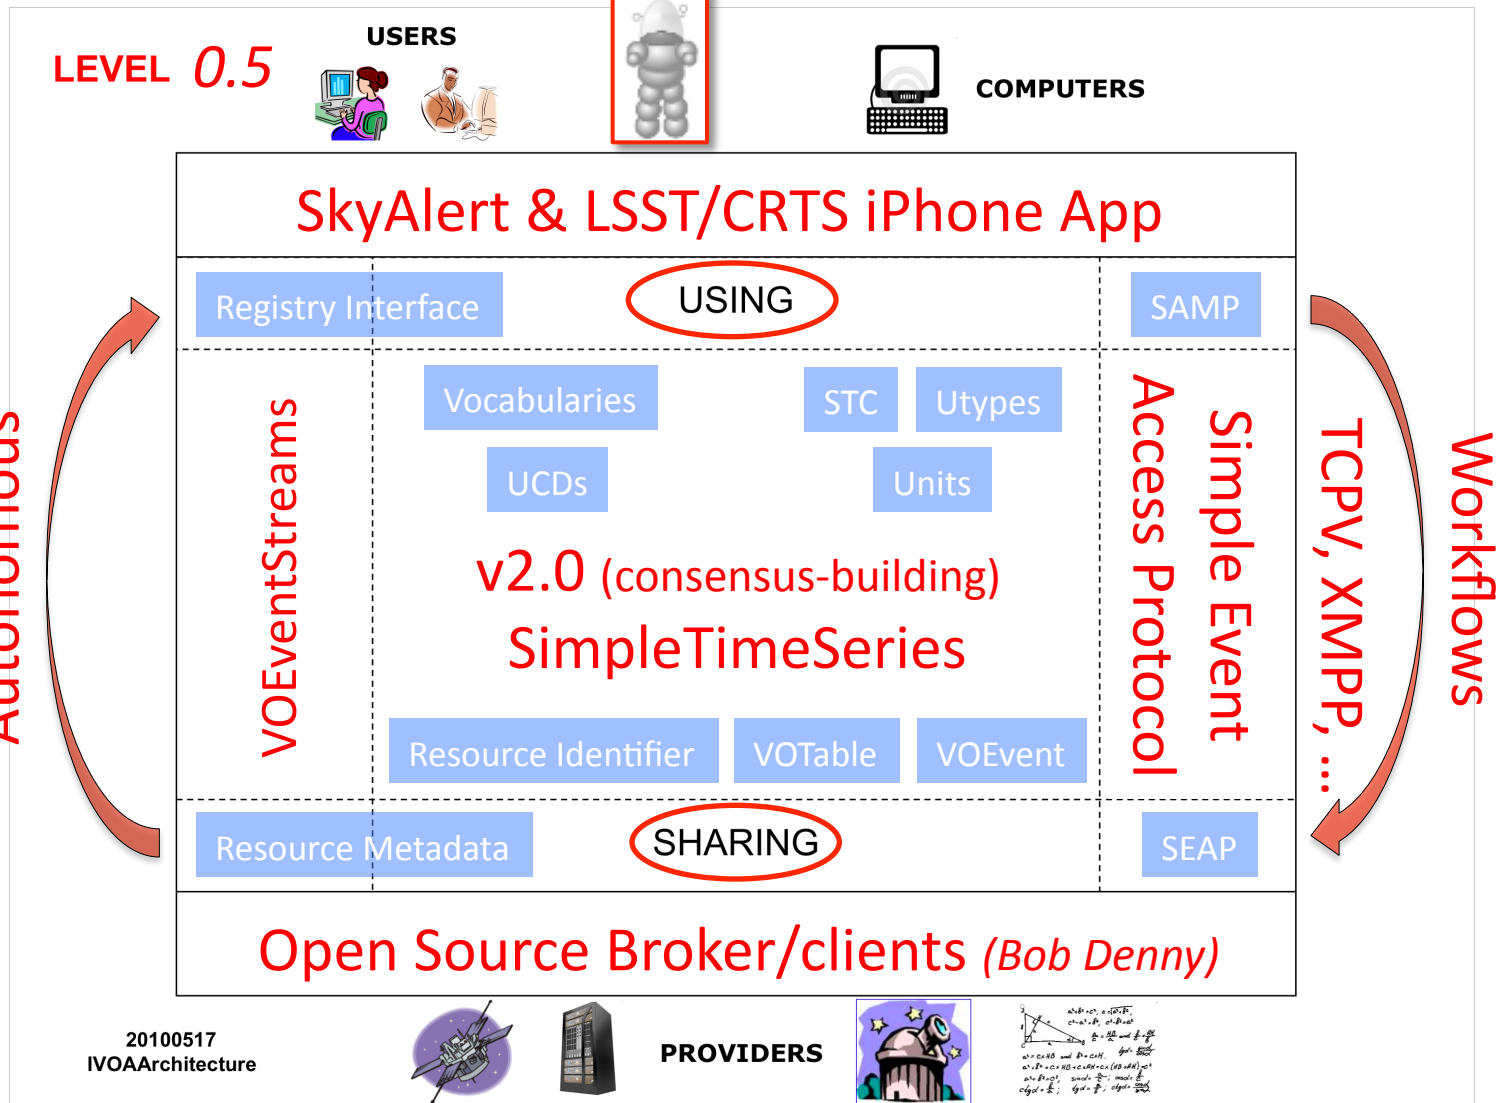 USERS
LEVEL 0.5
COMPUTERS
SkyAlert & LSST/CRTS iPhone App
Registry Interface
USING
SAMP
Vocabularies
STC
Utypes
UCDs
Units
v2.0 (consensus-building)
SimpleTimeSeries
VOEventStreams
Simple Event
Access Protocol
TCPV, XMPP, ...
Workflows
Autonomous
Resource Identifier
VOTable
VOEvent
Resource Metadata
SHARING
SEAP
Open Source Broker/clients (Bob Denny)
20100517
IVOAArchitecture
PROVIDERS